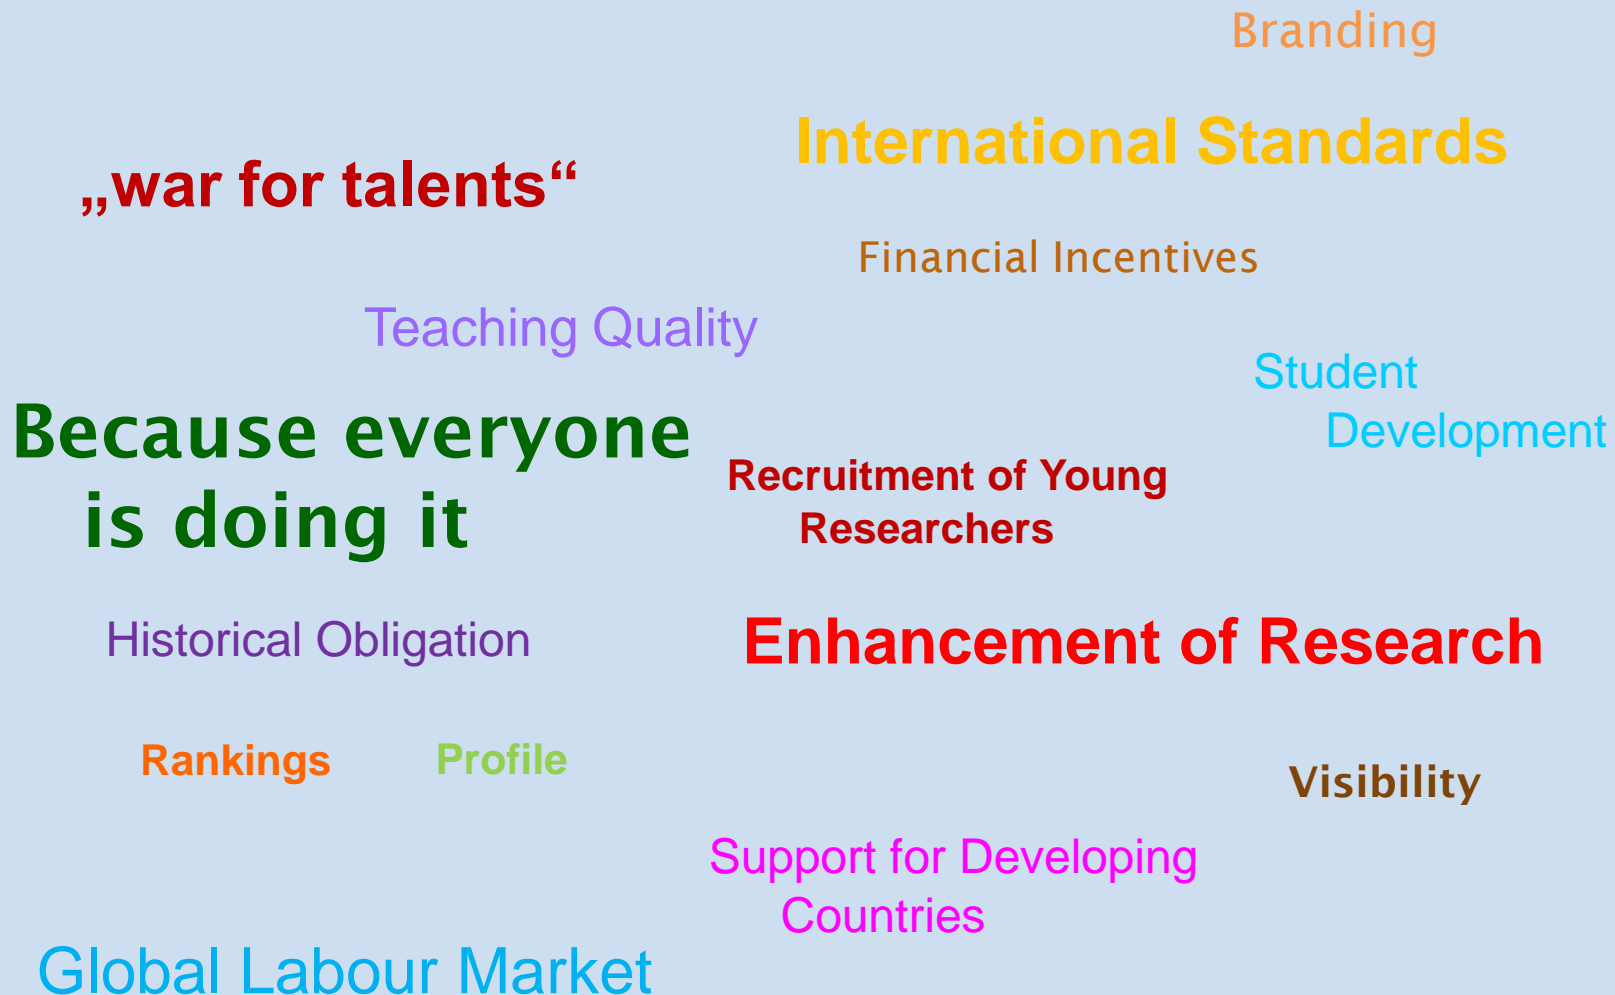 Branding
International Standards
„war for talents“
Financial Incentives
Teaching Quality
Student
Development
Because everyone
is doing it
Recruitment of Young
Researchers
Historical Obligation
Enhancement of Research
Rankings
Profile
Visibility
Support for Developing
Countries
Global Labour Market